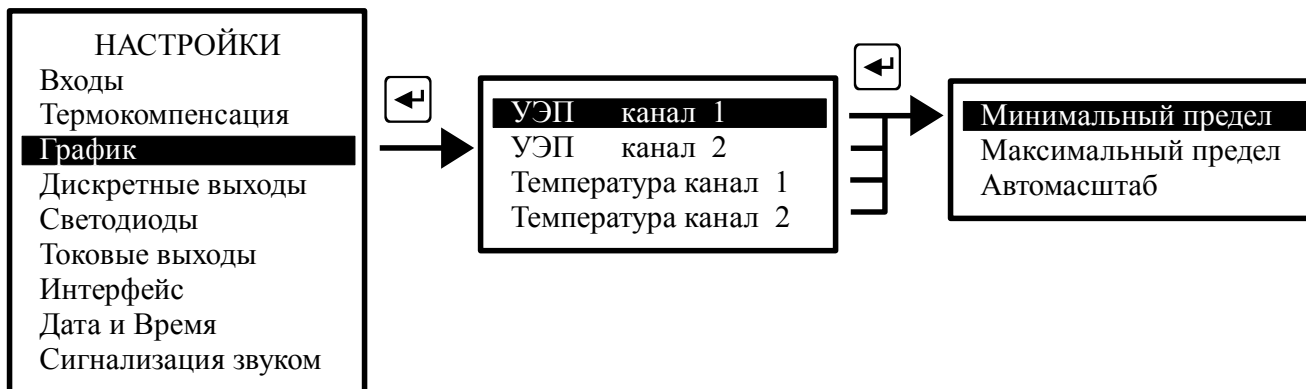 НАСТРОЙКИ
Входы
Термокомпенсация
График
Дискретные выходы
Светодиоды
Токовые выходы
Интерфейс
Дата и Время
Сигнализация звуком
УЭП канал 1
УЭП канал 2
Температура канал 1
Температура канал 2
Минимальный предел
Максимальный предел
Автомасштаб